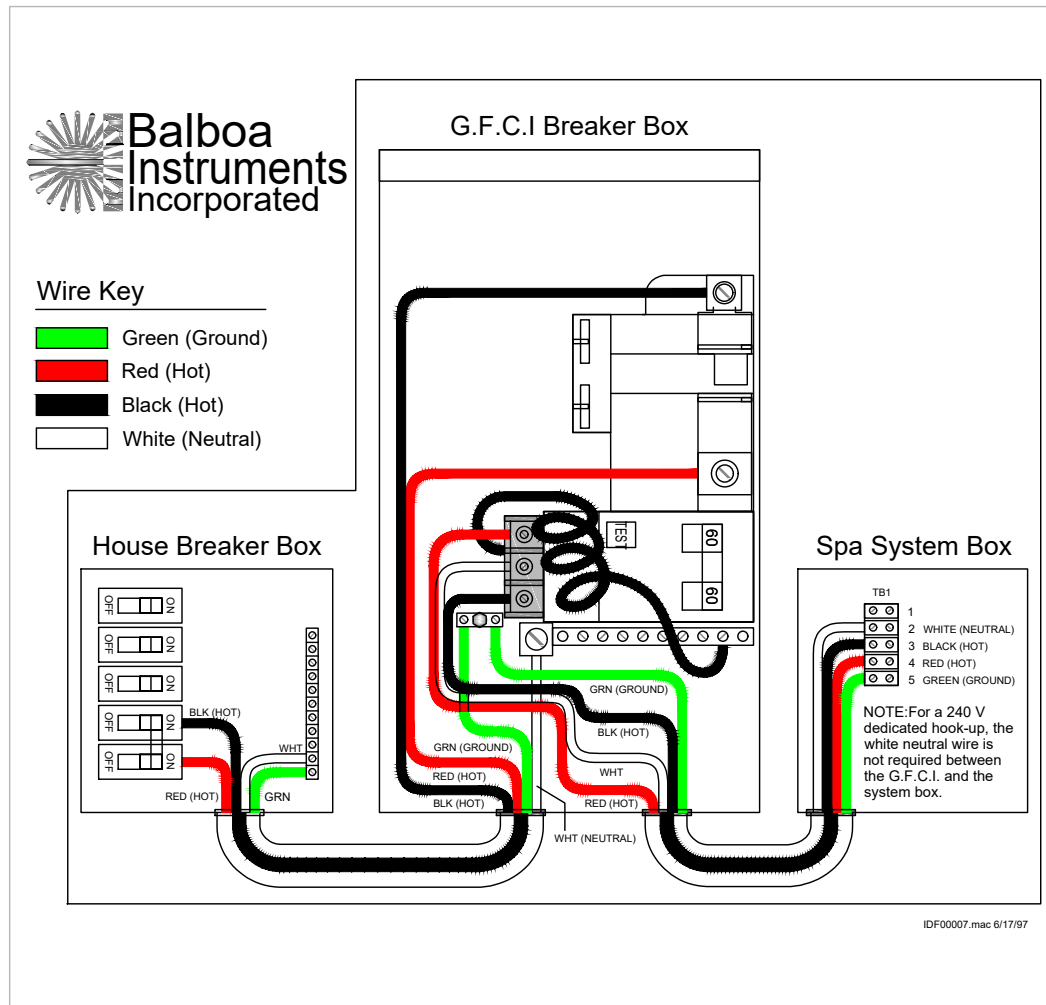 Balboa
Instruments
Incorporated
G.F.C.I Breaker Box
Wire Key
Green (Ground)
Red (Hot)
Black (Hot)
White (Neutral)
TEST
60
60
House Breaker Box
OFF ON
OFF ON
OFF ON
OFF ON
OFF ON
BLK (HOT)
WHT
RED (HOT)
GRN
GRN (GROUND)
BLK (HOT)
GRN (GROUND)
RED (HOT)
WHT
BLK (HOT)
RED (HOT)
WHT (NEUTRAL)
Spa System Box
TB1
1
2 WHITE (NEUTRAL)
3 BLACK (HOT)
4 RED (HOT)
5 GREEN (GROUND)
NOTE:For a 240 V
dedicated hook-up, the
white neutral wire is
not required between
the G.F.C.I. and the
system box.
IDF00007.mac 6/17/97